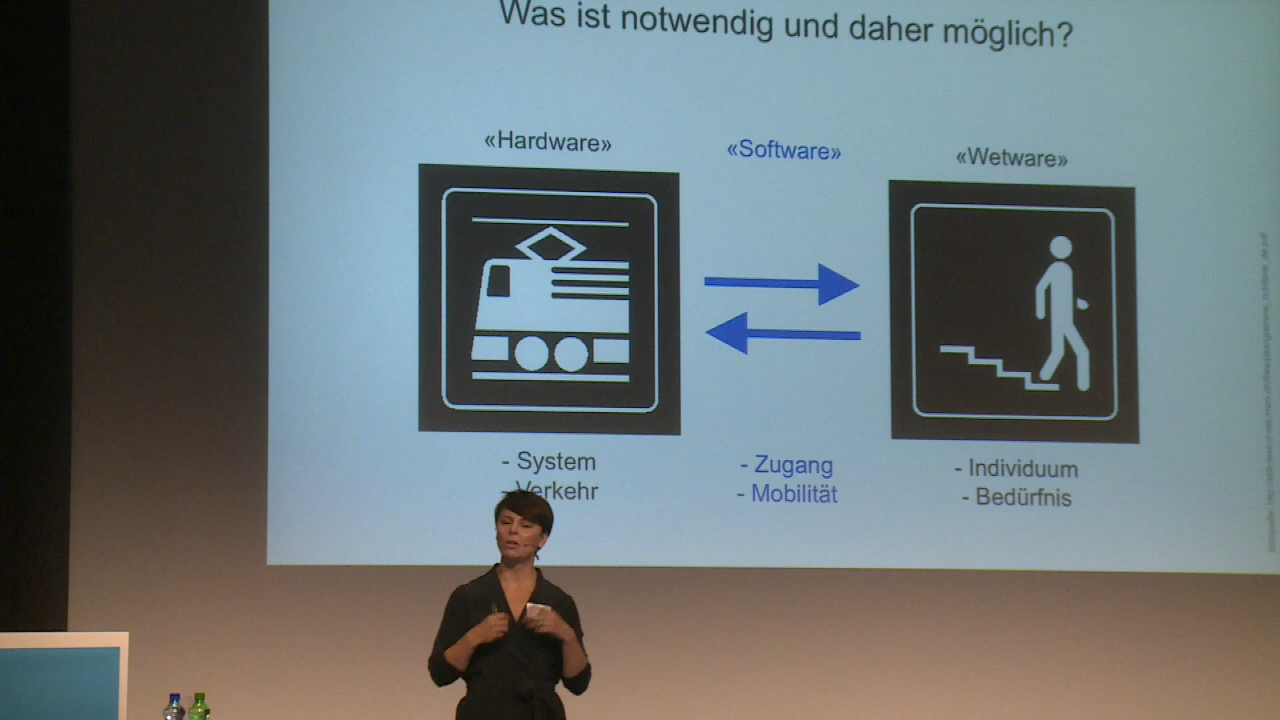 Was ist notwendig und daher möglich?
«Hardware»
«Software»
«Wetware»
- System
- Verkehr
- Zugang
- Mobilität
- Individuum
- Bedürfnis